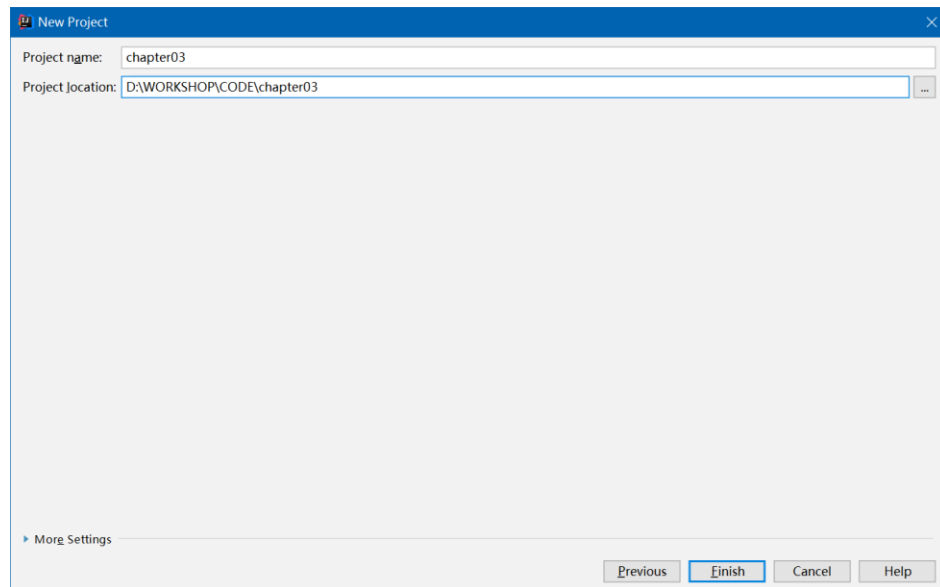 New Project
Project name: chapter03
Project location: D:\WORKSHOP\CODE\chapter03 ...
More Settings
Previous Finish Cancel Help